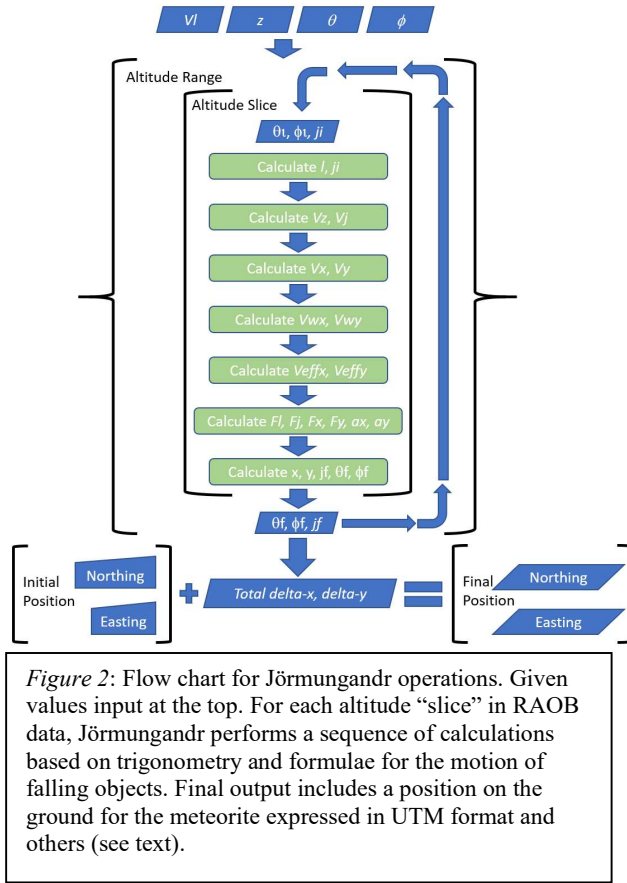 Vl z θ ϕ
Altitude Range
Altitude Slice
θι, ϕι, ji
Calculate l, ji
Calculate Vz, Vj
Calculate Vx, Vy
Calculate Vwx, Vwy
Calculate Veffx, Veffy
Calculate Fl, Fj, Fx, Fy, ax, ay
Calculate x, y, jf, θf, ϕf
θf, ϕf, jf
Initial
Position
Northing
Easting
+
Total delta-x, delta-y
=
Final
Position
Northing
Easting
Figure 2: Flow chart for Jörmungandr operations. Given
values input at the top. For each altitude “slice” in RAOB
data, Jörmungandr performs a sequence of calculations
based on trigonometry and formulae for the motion of
falling objects. Final output includes a position on the
ground for the meteorite expressed in UTM format and
others (see text).